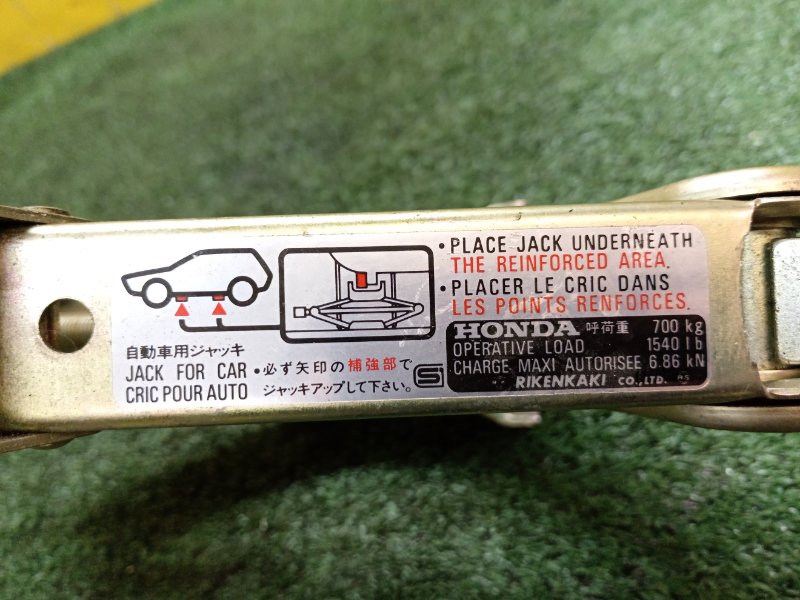 自動車用ジャッキ
JACK FOR CAR
CRIC POUR AUTO
・必ず矢印の補強部で
ジャッキアップして下さい。
・PLACE JACK UNDERNEATH
THE REINFORCED AREA.
・PLACER LE CRIC DANS
LES POINTS RENFORCES.
HONDA 呼荷重 700 kg
OPERATIVE LOAD 1540 lb
CHARGE MAXI AUTORISEE 6.86 kN
RIKENKAKI CO., LTD.